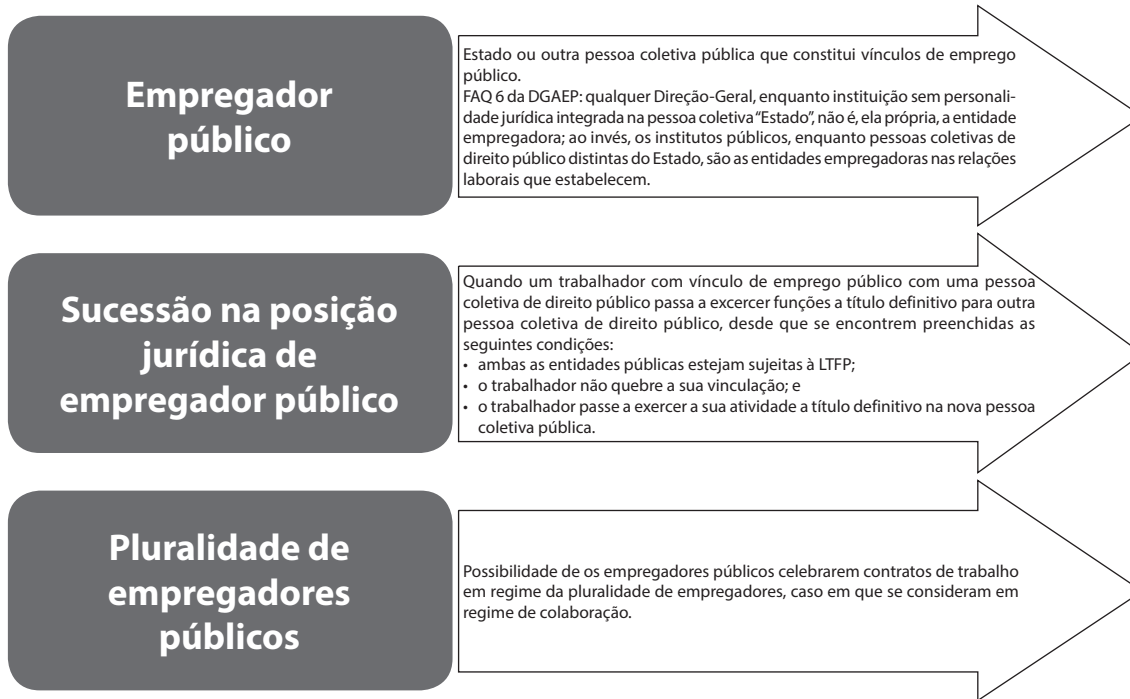 Empregador
público
Estado ou outra pessoa coletiva pública que constitui vínculos de emprego
público.
FAQ 6 da DGAEP: qualquer Direção-Geral, enquanto instituição sem personali-
dade jurídica integrada na pessoa coletiva “Estado”, não é, ela própria, a entidade
empregadora; ao invés, os institutos públicos, enquanto pessoas coletivas de
direito público distintas do Estado, são as entidades empregadoras nas relações
laborais que estabelecem.
Sucessão na posição
jurídica de
empregador público
Quando um trabalhador com vínculo de emprego público com uma pessoa
coletiva de direito público passa a excercer funções a título definitivo para outra
pessoa coletiva de direito público, desde que se encontrem preenchidas as
seguintes condições:
• ambas as entidades públicas estejam sujeitas à LTFP;
• o trabalhador não quebre a sua vinculação; e
• o trabalhador passe a exercer a sua atividade a título definitivo na nova pessoa
coletiva pública.
Pluralidade de
empregadores
públicos
Possibilidade de os empregadores públicos celebrarem contratos de trabalho
em regime da pluralidade de empregadores, caso em que se consideram em
regime de colaboração.